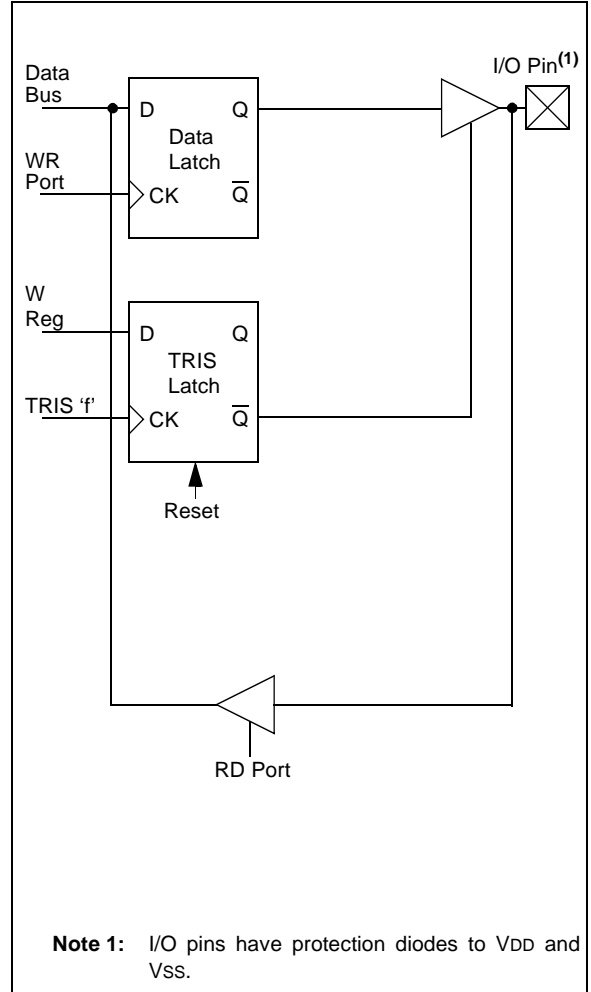 I/O Pin(1)
Data
Bus
D Q
Data
Latch
WR
Port
CK Q̅
W
Reg
D Q
TRIS
Latch
TRIS ‘f’
CK Q̅
Reset
RD Port
Note 1: I/O pins have protection diodes to VDD and
VSS.